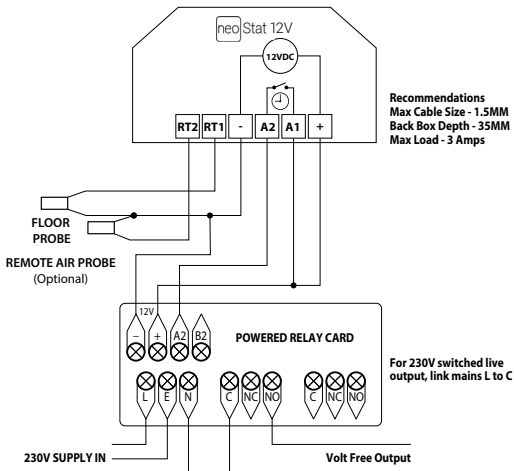 neoStat 12V
12VDC
RT2 RT1 - A2 A1 +
Recommendations
Max Cable Size - 1.5MM
Back Box Depth - 35MM
Max Load - 3 Amps
FLOOR
PROBE
REMOTE AIR PROBE
(Optional)
12V
– + A2 B2
POWERED RELAY CARD
L E N C NC NO C NC NO
For 230V switched live
output, link mains L to C
230V SUPPLY IN
Volt Free Output